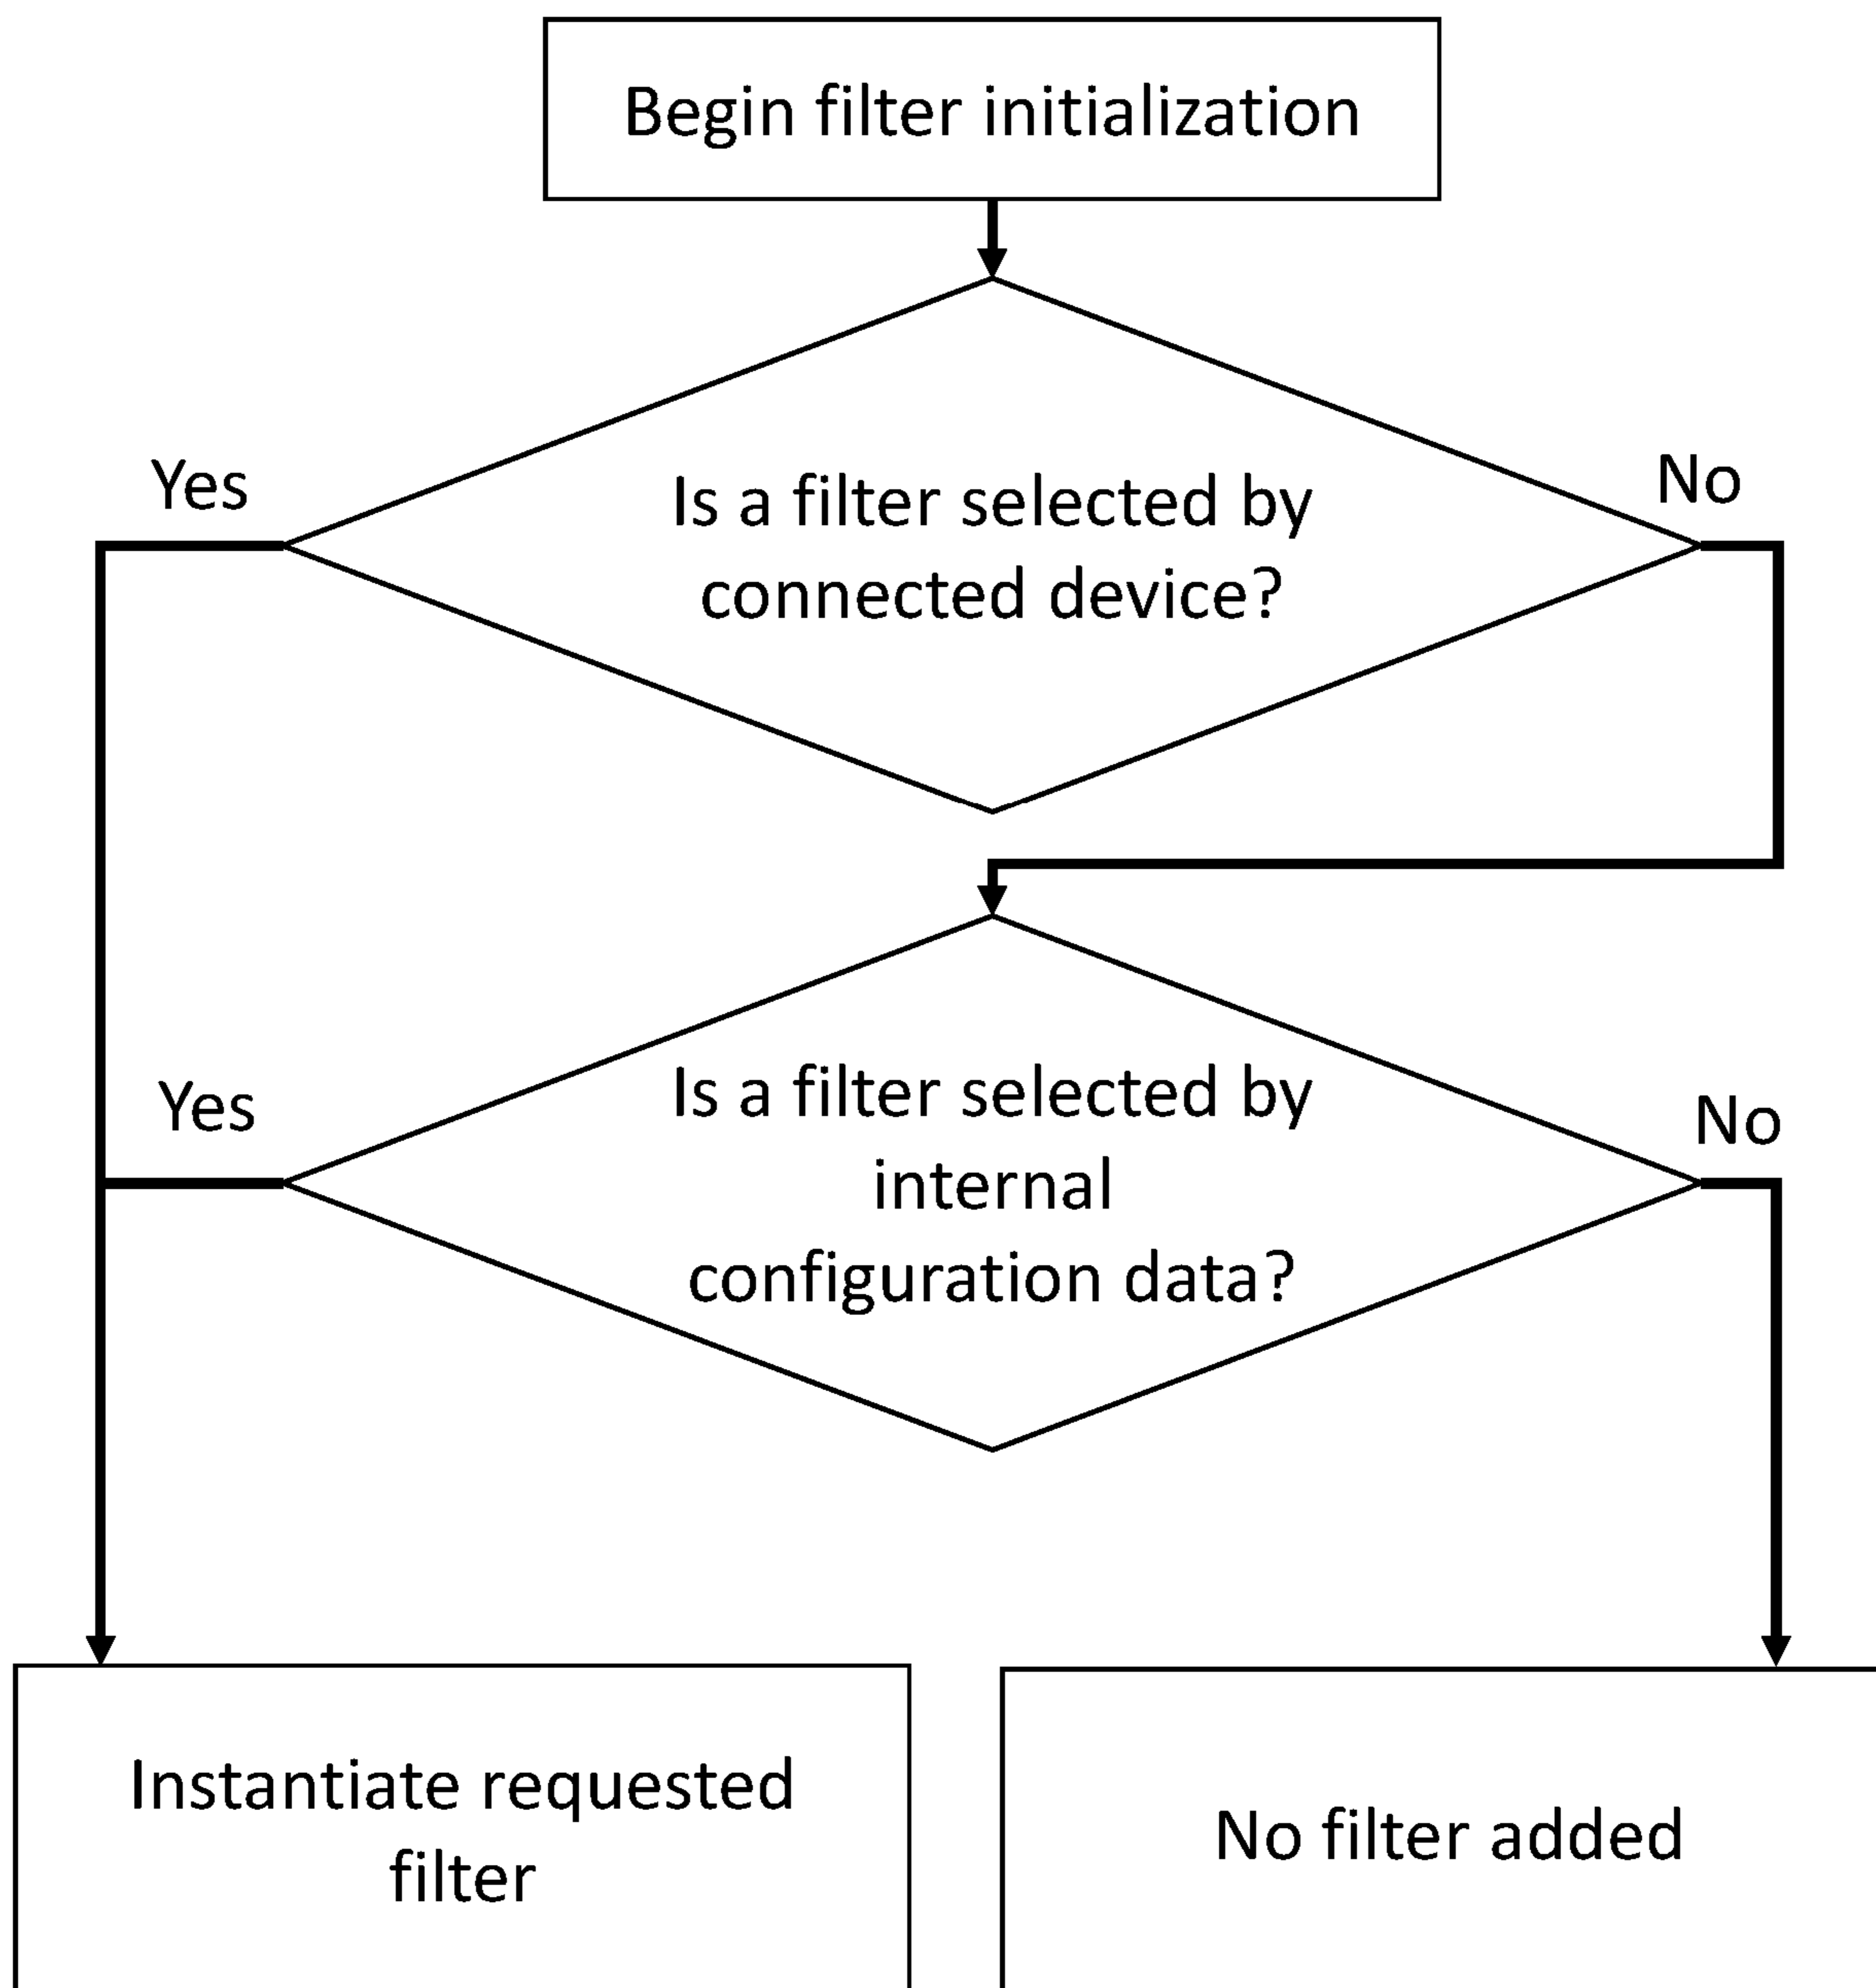 Begin filter initialization
Yes
No
Is a filter selected by
connected device?
Yes
No
Is a filter selected by
internal
configuration data?
Instantiate requested
filter
No filter added